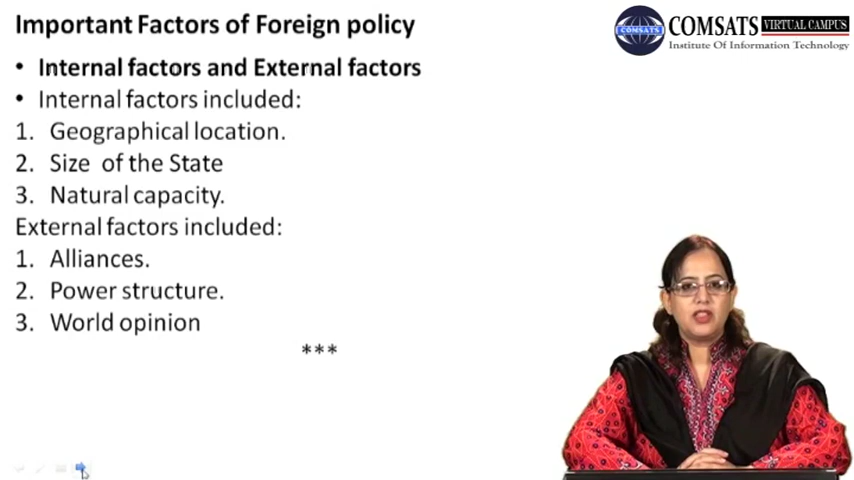 Important Factors of Foreign policy
COMSATS VIRTUAL CAMPUS
COMSATS
Institute Of Information Technology
• Internal factors and External factors
• Internal factors included:
1. Geographical location.
2. Size of the State
3. Natural capacity.
External factors included:
1. Alliances.
2. Power structure.
3. World opinion
***